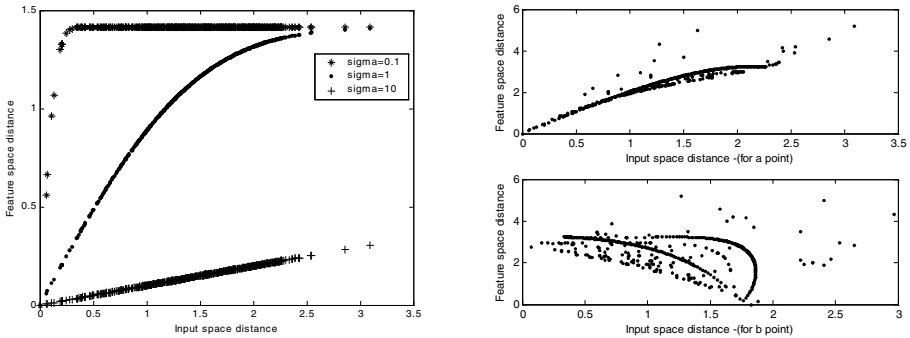 1.5
1
0.5
0
Feature space distance
sigma=0.1
sigma=1
sigma=10
0 0.5 1 1.5 2 2.5 3 3.5
Input space distance
6
4
2
0
Feature space distance
0 0.5 1 1.5 2 2.5 3 3.5
Input space distance -(for a point)
6
4
2
0
Feature space distance
0 0.5 1 1.5 2 2.5 3
Input space distance -(for b point)